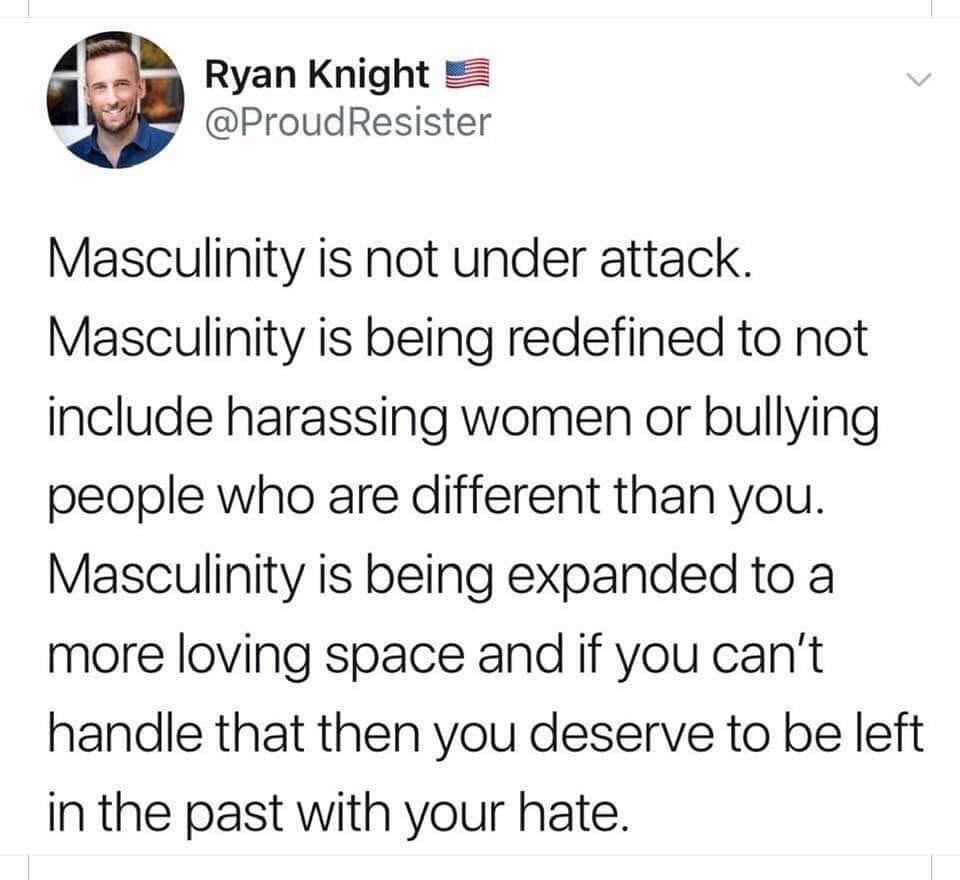 Ryan Knight 🇺🇸
@ProudResister
Masculinity is not under attack.
Masculinity is being redefined to not
include harassing women or bullying
people who are different than you.
Masculinity is being expanded to a
more loving space and if you can’t
handle that then you deserve to be left
in the past with your hate.